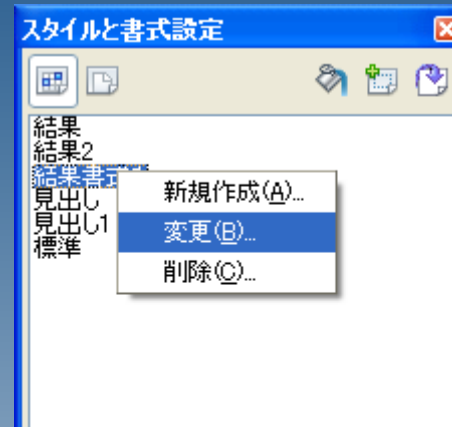 スタイルと書式設定
結果
結果2
結果書式
見出し
見出し1
標準
新規作成(A)...
変更(B)...
削除(C)...